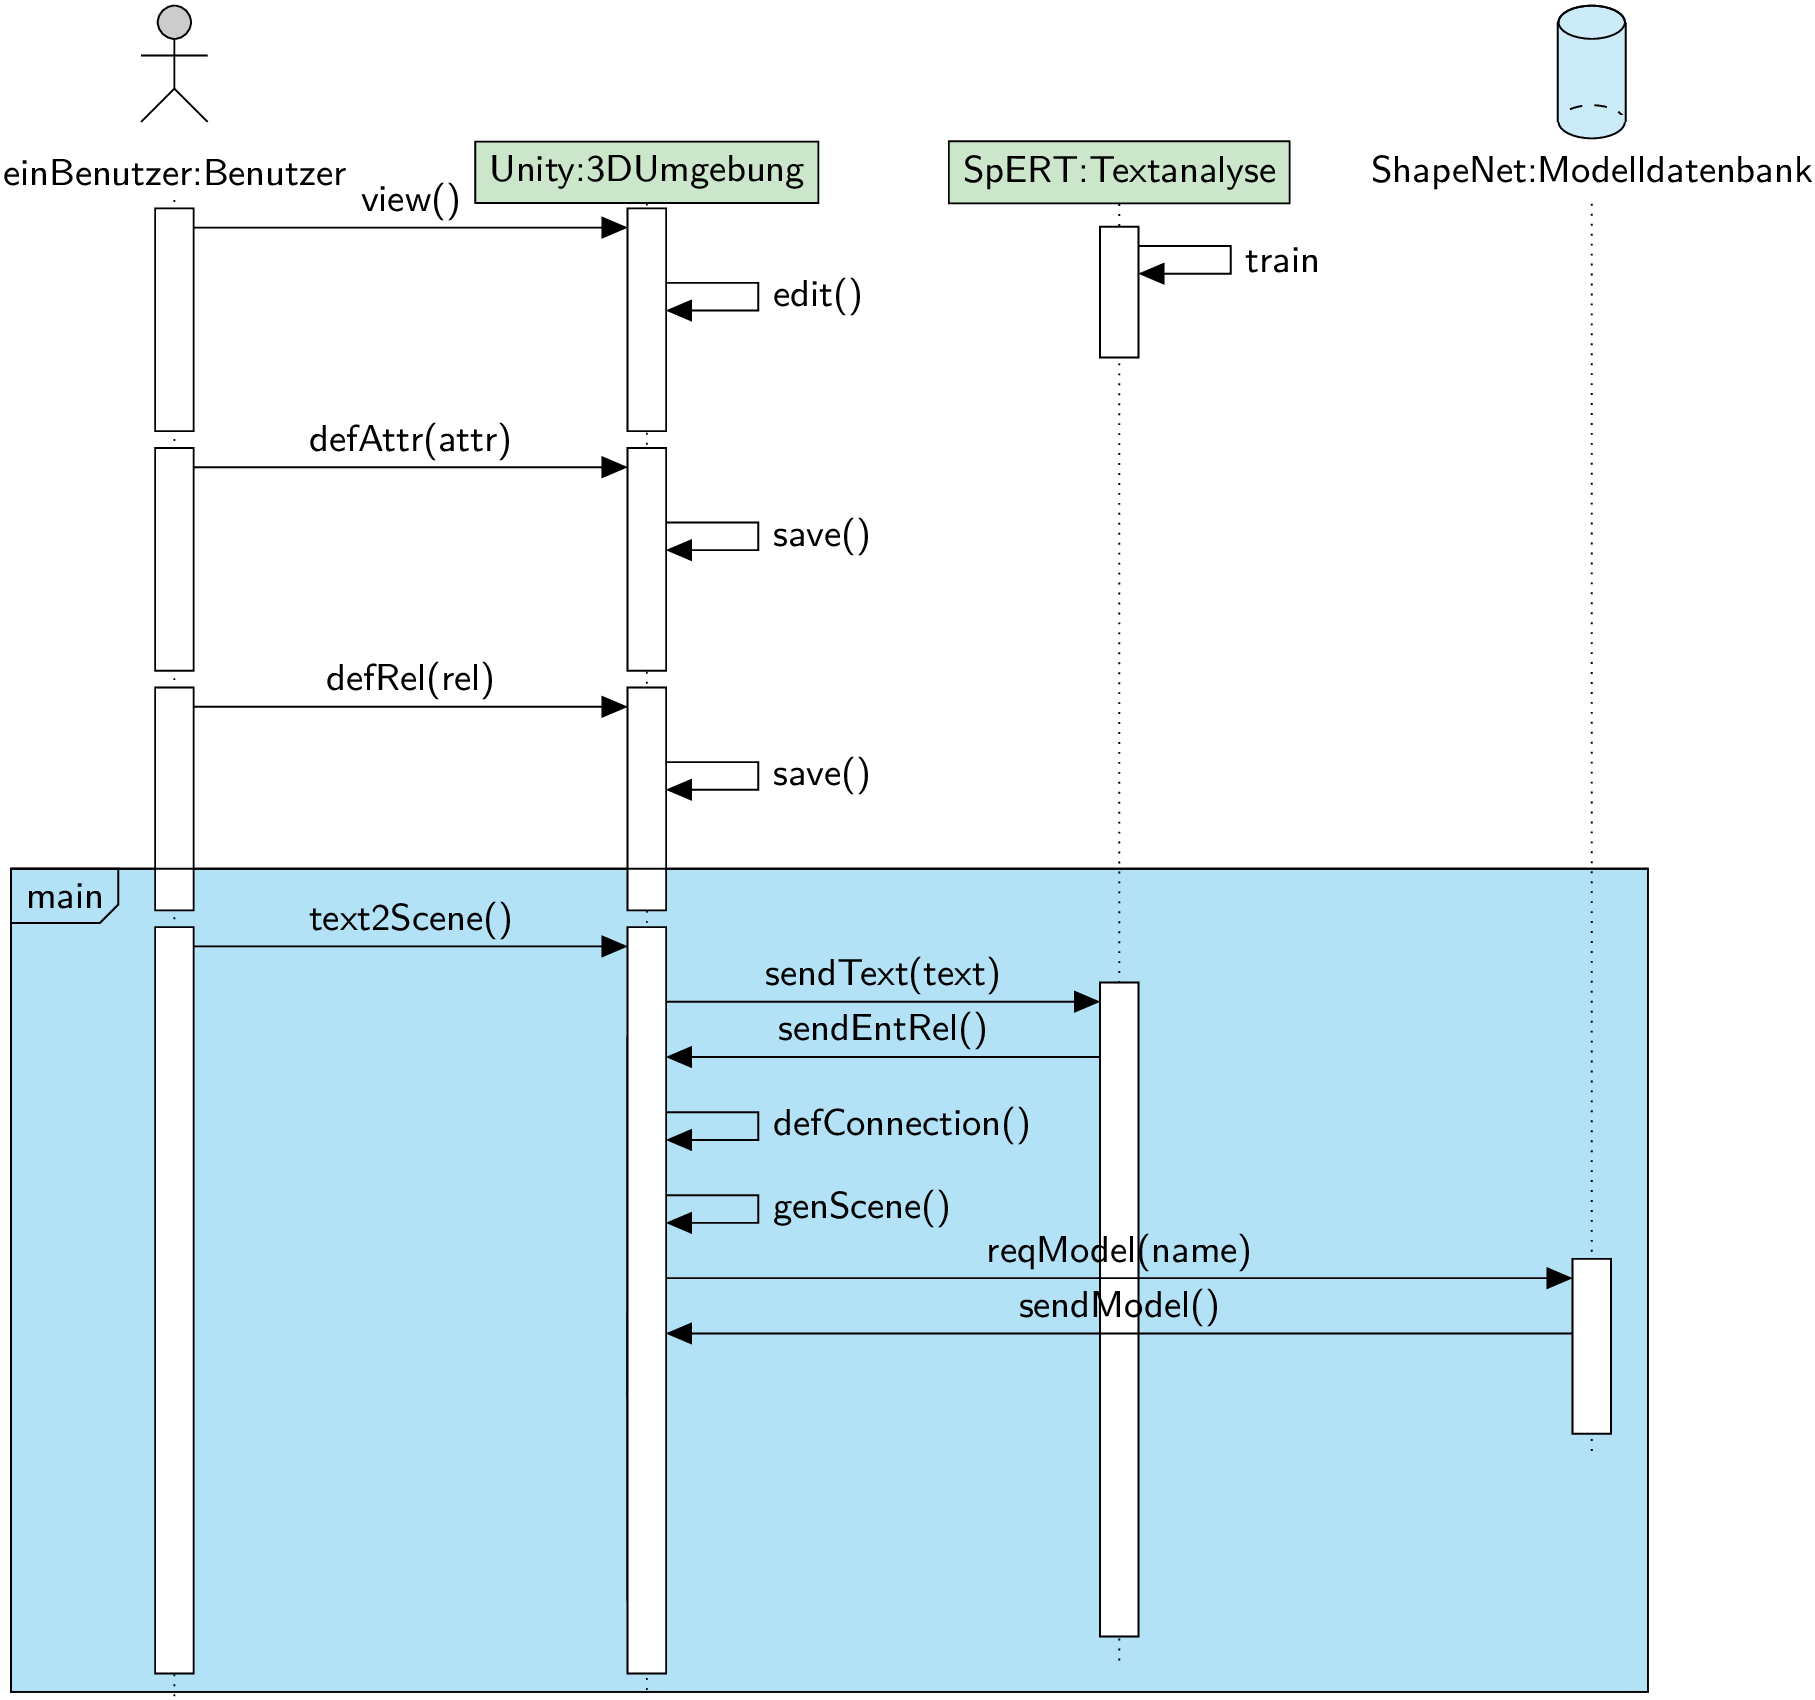 einBenutzer:Benutzer
Unity:3DUmgebung
SpERT:Textanalyse
ShapeNet:Modelldatenbank
view()
train
edit()
defAttr(attr)
save()
defRel(rel)
save()
main
text2Scene()
sendText(text)
sendEntRel()
defConnection()
genScene()
reqModel(name)
sendModel()